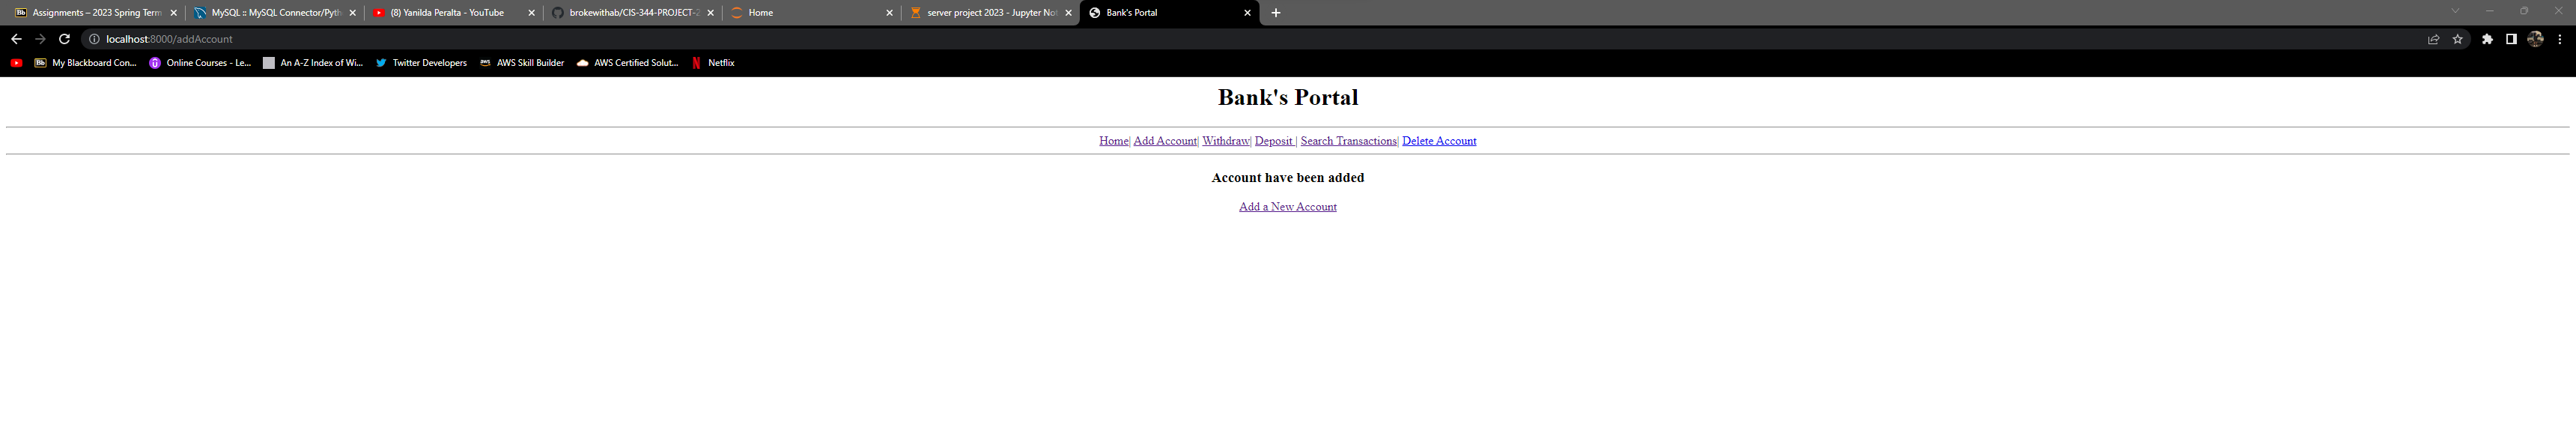 Assignments – 2023 Spring Term
MySQL :: MySQL Connector/Pyth
(8) Yanilda Peralta - YouTube
brokewithab/CIS-344-PROJECT-2
Home
server project 2023 - Jupyter Not
Bank's Portal
localhost:8000/addAccount
My Blackboard Con...
Online Courses - Le...
An A-Z Index of Wi...
Twitter Developers
AWS Skill Builder
AWS Certified Solut...
Netflix
Bank's Portal
Home| Add Account| Withdraw| Deposit | Search Transactions| Delete Account
Account have been added
Add a New Account